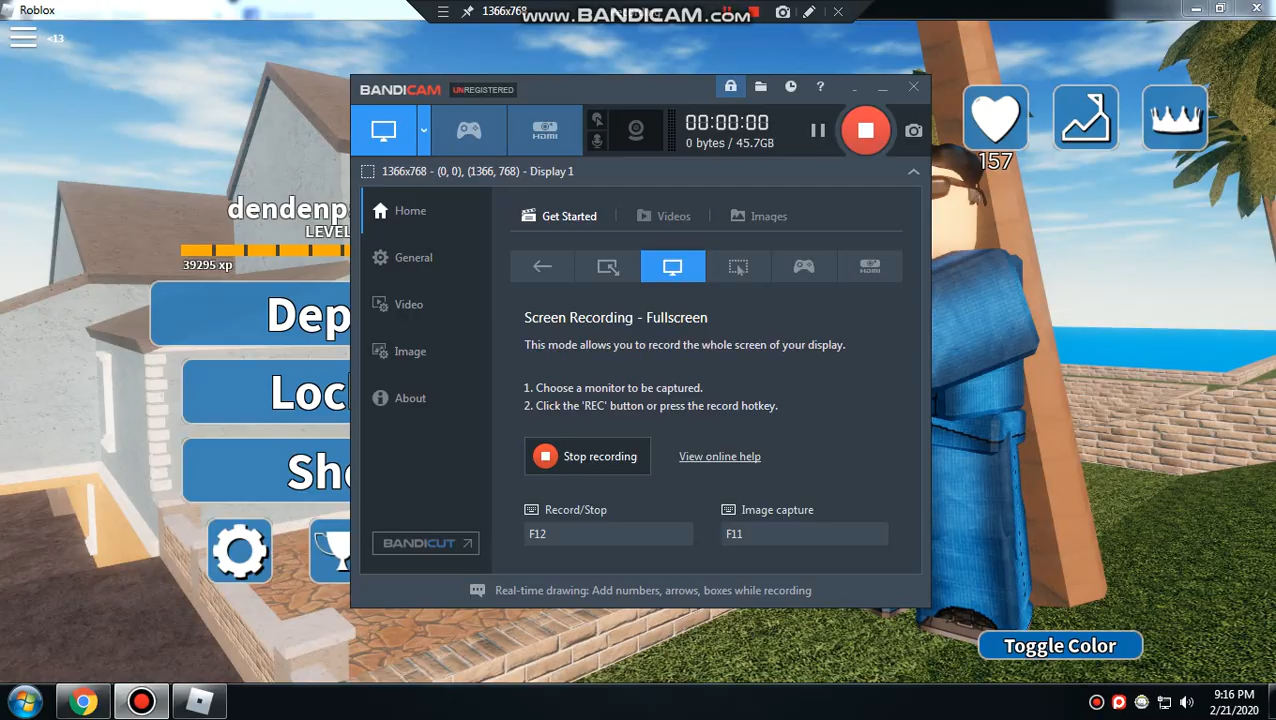 Roblox
1366x768
www.BANDICAM.com
<13
BANDICAM UNREGISTERED
HDMI
00:00:00
0 bytes / 45.7GB
1366x768 - (0, 0), (1366, 768) - Display 1
157
Home
General
Video
Image
About
BANDICUT
Get Started
Videos
Images
HDMI
Screen Recording - Fullscreen
This mode allows you to record the whole screen of your display.
1. Choose a monitor to be captured.
2. Click the 'REC' button or press the record hotkey.
Stop recording
View online help
Record/Stop
Image capture
F12
F11
Real-time drawing: Add numbers, arrows, boxes while recording
dendenp
LEVEL
39295 xp
Dep
Loc
Sh
Toggle Color
9:16 PM
2/21/2020